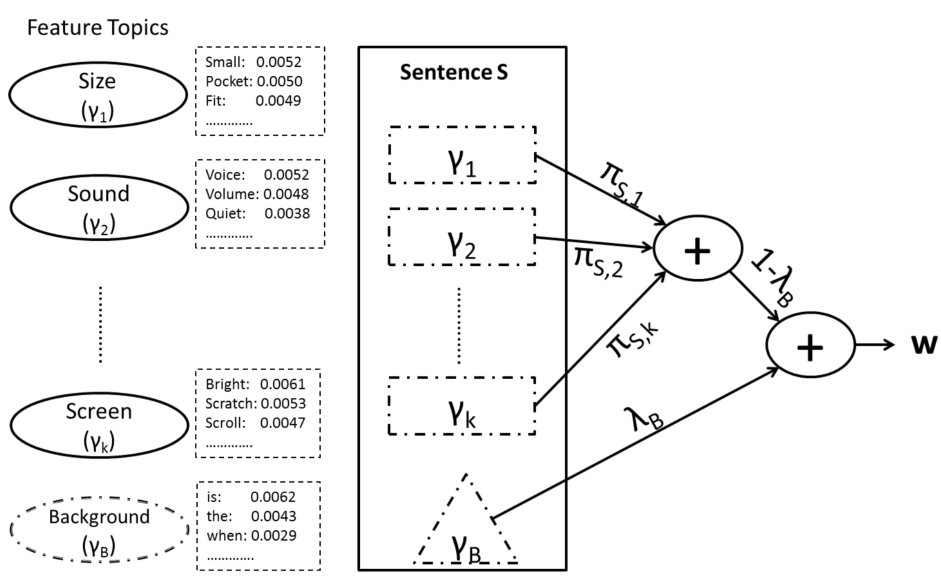 Feature Topics
Size
(γ1)
Small: 0.0052
Pocket: 0.0050
Fit: 0.0049
.............
Sound
(γ2)
Voice: 0.0052
Volume: 0.0048
Quiet: 0.0038
.............
Screen
(γk)
Bright: 0.0061
Scratch: 0.0053
Scroll: 0.0047
.............
Background
(γB)
is: 0.0062
the: 0.0043
when: 0.0029
.............
Sentence S
γ1
γ2
γk
γB
πS,1
πS,2
πS,k
λB
+
1-λB
+
w